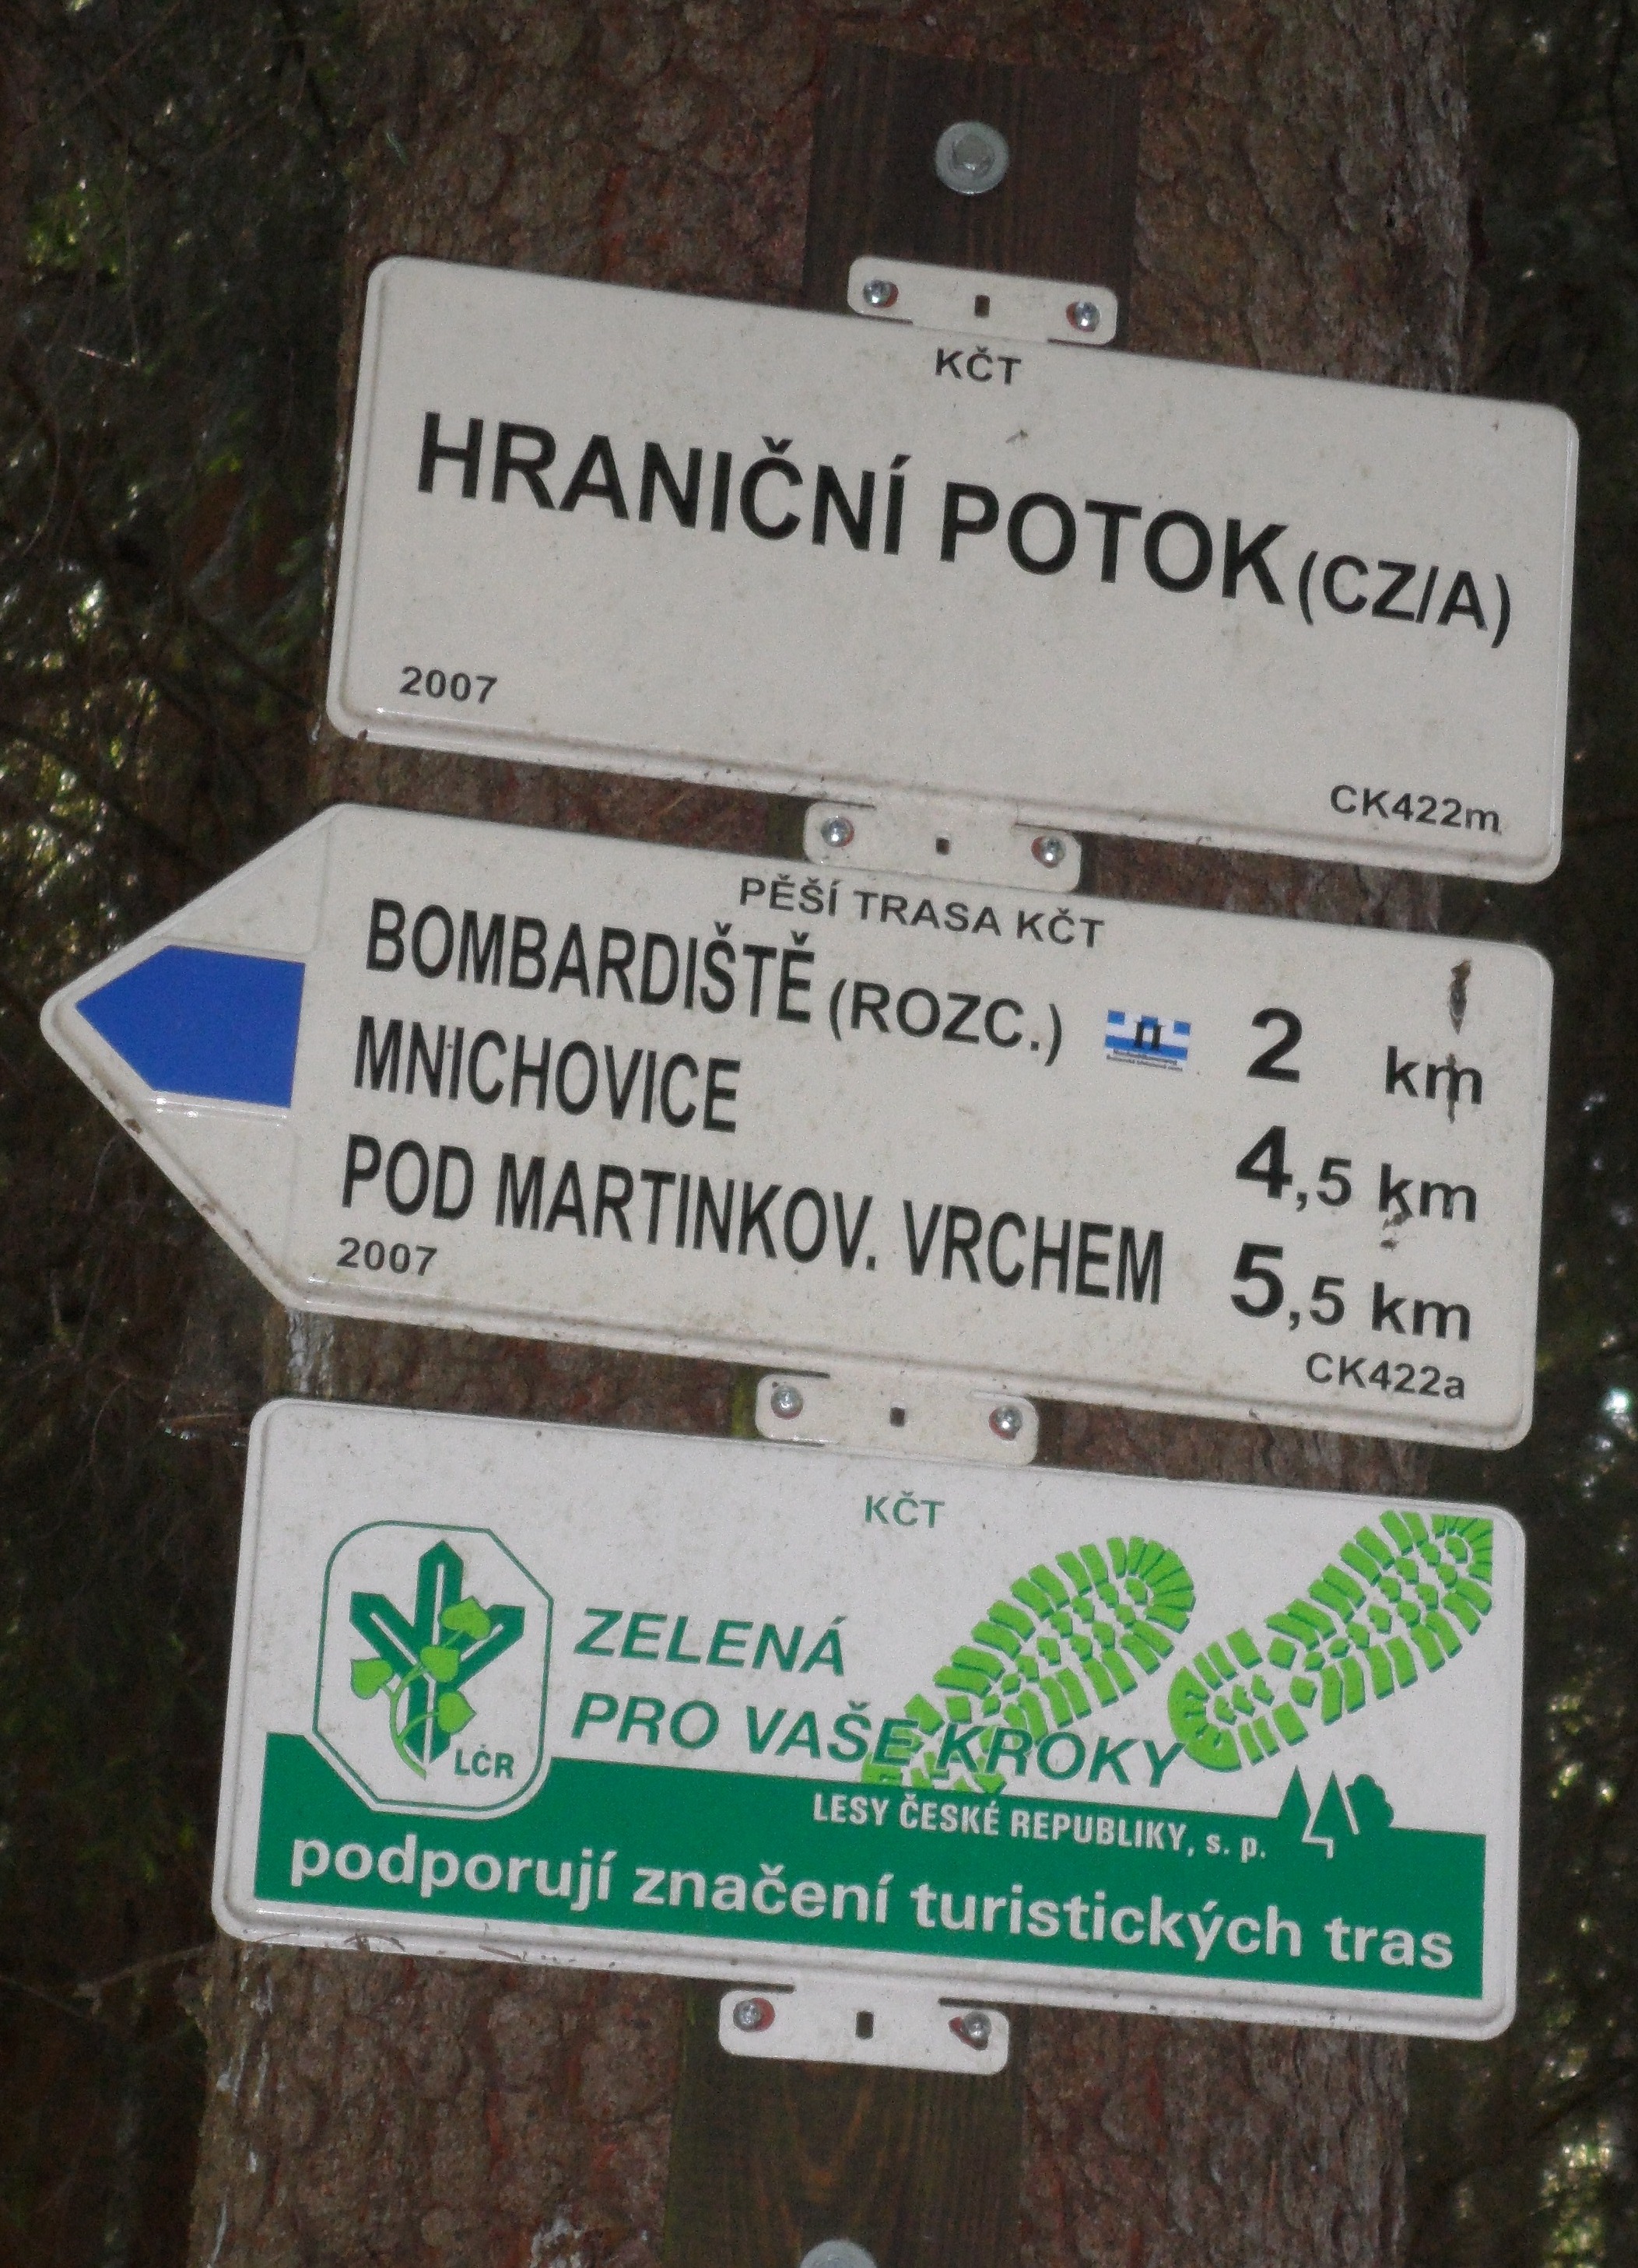 KČT
HRANIČNÍ POTOK (CZ/A)
2007
CK422m
PĚŠÍ TRASA KČT
BOMBARDIŠTĚ (ROZC.) 2 km
MNICHOVICE 4,5 km
POD MARTINKOV. VRCHEM 5,5 km
2007
CK422a
KČT
ZELENÁ
PRO VAŠE KROKY
LČR
LESY ČESKÉ REPUBLIKY, s. p.
podporují značení turistických tras